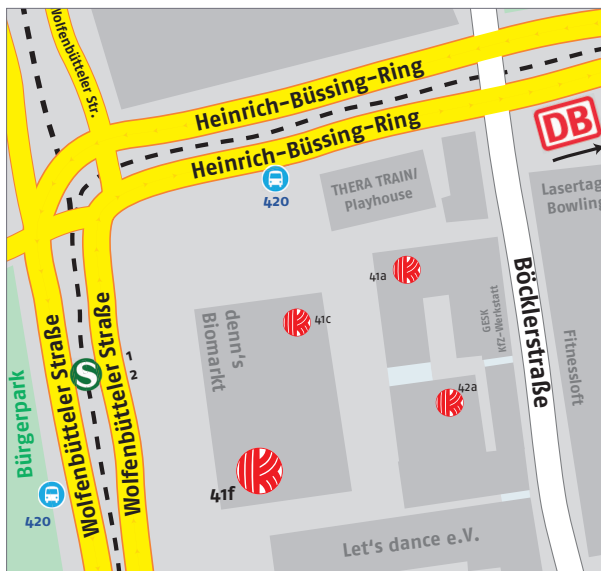 Wolfenbütteler Str.
Heinrich-Büssing-Ring
Heinrich-Büssing-Ring
DB
420
THERA TRAIN/
Playhouse
Lasertag
Bowling
41a
41c
denn's
Biomarkt
GESK
Kfz-Werkstatt
Böcklerstraße
Fitnessloft
Bürgerpark
Wolfenbütteler Straße
Wolfenbütteler Straße
S
1
2
42a
41f
420
Let's dance e.V.